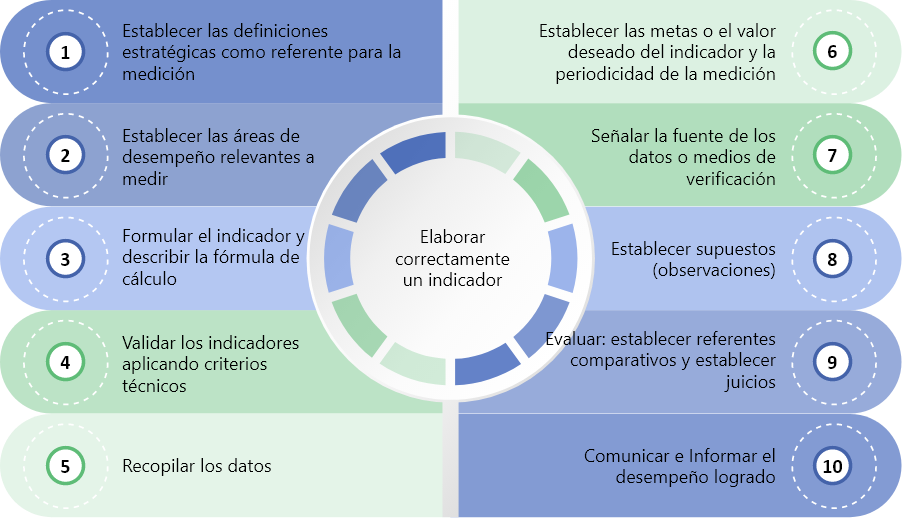 1
Establecer las definiciones
estratégicas como referente para la
medición
2
Establecer las áreas de
desempeño relevantes a
medir
3
Formular el indicador y
describir la fórmula de
cálculo
4
Validar los indicadores
aplicando criterios
técnicos
5
Recopilar los datos
Elaborar
correctamente
un indicador
Establecer las metas o el valor
deseado del indicador y la
periodicidad de la medición
6
Señalar la fuente de los
datos o medios de
verificación
7
Establecer supuestos
(observaciones)
8
Evaluar: establecer referentes
comparativos y establecer
juicios
9
Comunicar e Informar el
desempeño logrado
10